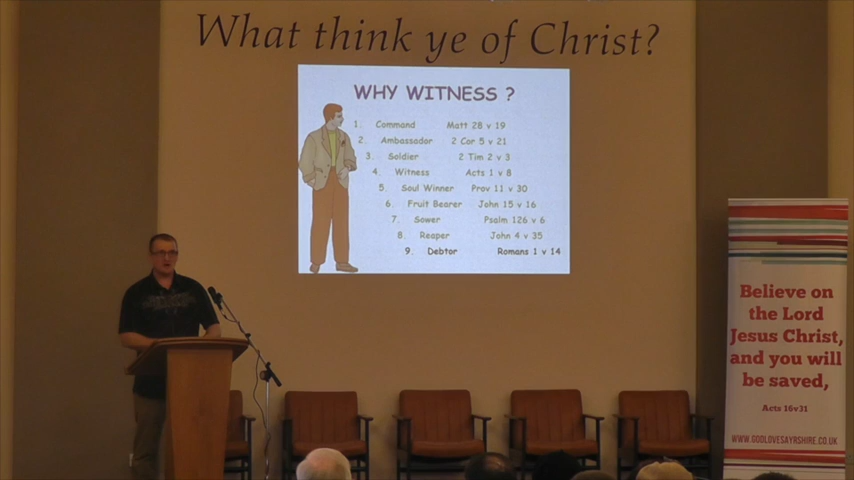 What think ye of Christ?
WHY WITNESS ?
1. Command Matt 28 v 19
2. Ambassador 2 Cor 5 v 21
3. Soldier 2 Tim 2 v 3
4. Witness Acts 1 v 8
5. Soul Winner Prov 11 v 30
6. Fruit Bearer John 15 v 16
7. Sower Psalm 126 v 6
8. Reaper John 4 v 35
9. Debtor Romans 1 v 14
Believe on
the Lord
Jesus Christ,
and you will
be saved,
Acts 16v31
WWW.GODLOVESAYRSHIRE.CO.UK